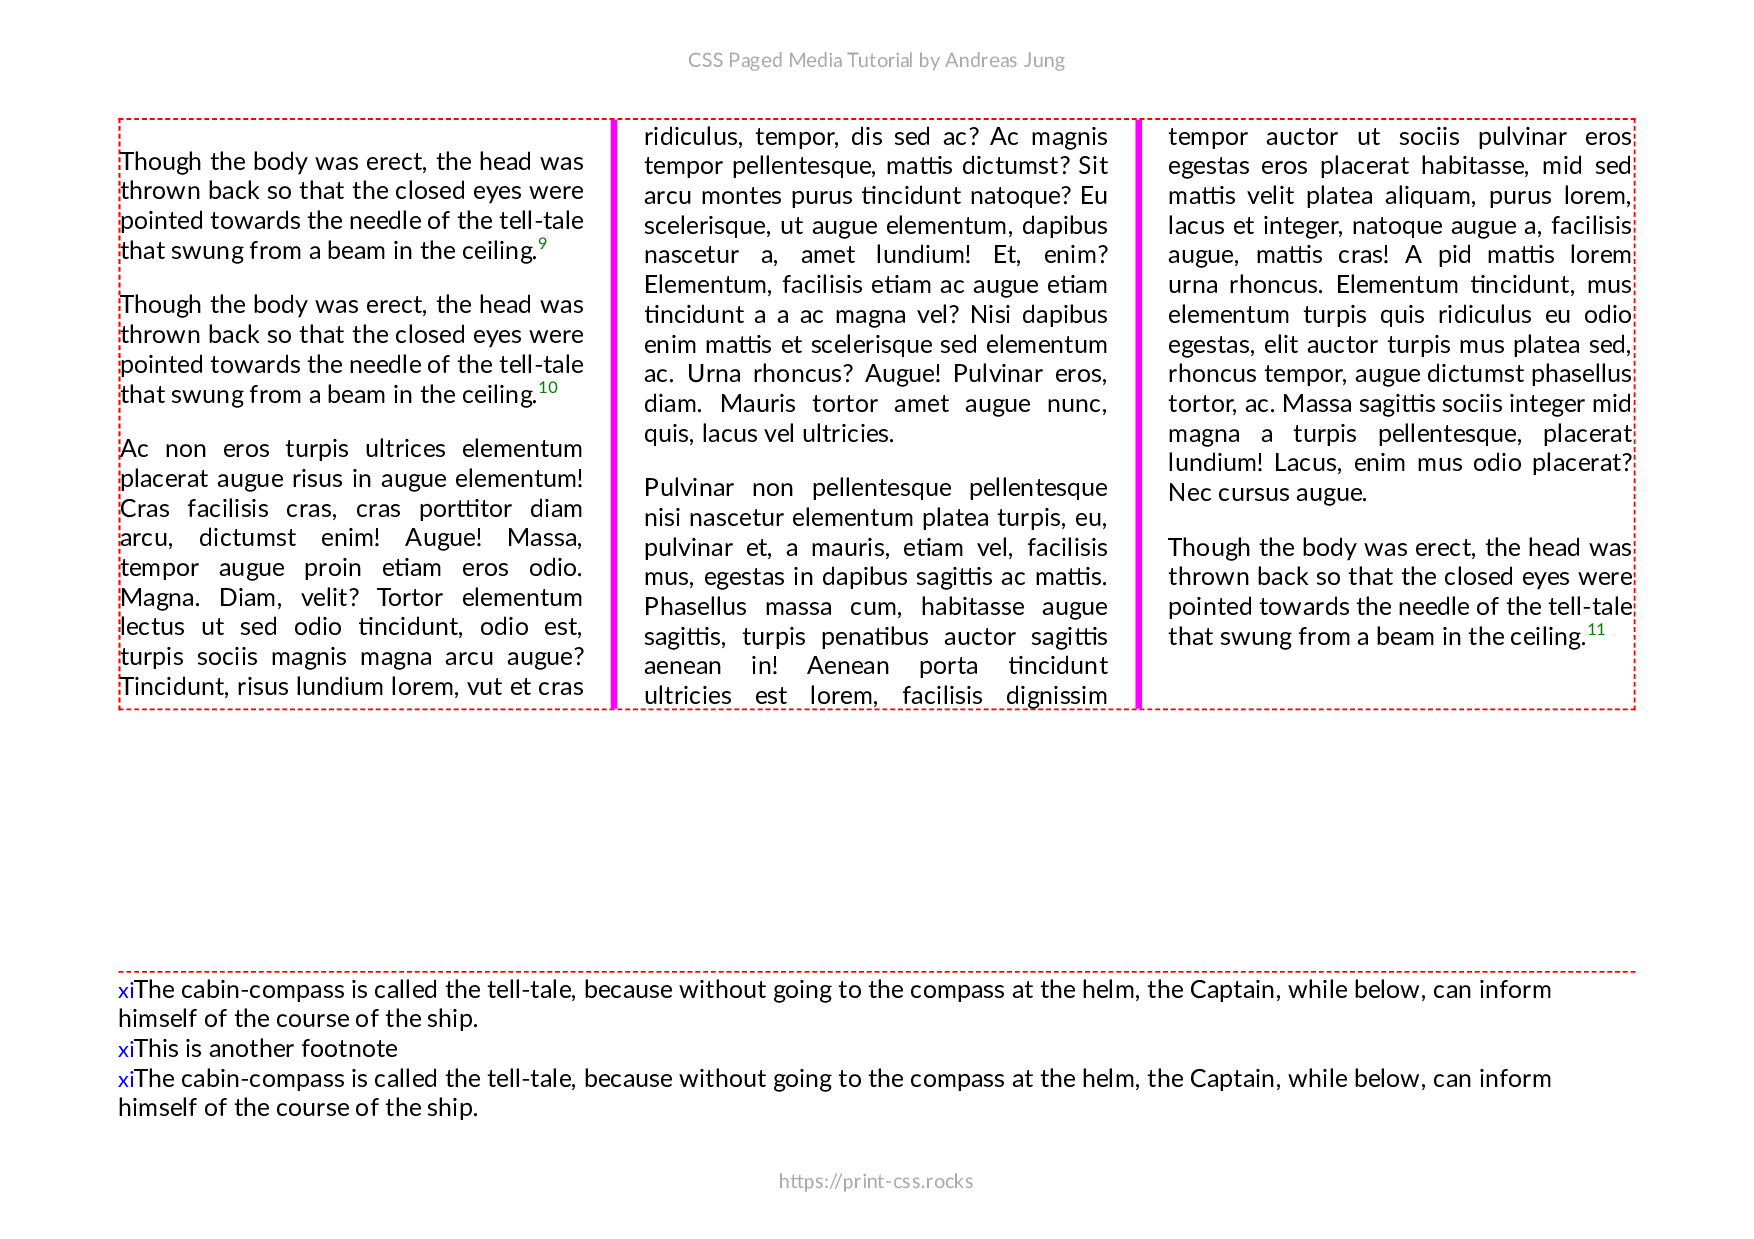 CSS Paged Media Tutorial by Andreas Jung
Though the body was erect, the head was
thrown back so that the closed eyes were
pointed towards the needle of the tell-tale
that swung from a beam in the ceiling.9
Though the body was erect, the head was
thrown back so that the closed eyes were
pointed towards the needle of the tell-tale
that swung from a beam in the ceiling.10
Ac non eros turpis ultrices elementum
placerat augue risus in augue elementum!
Cras facilisis cras, cras porttitor diam
arcu, dictumst enim! Augue! Massa,
tempor augue proin etiam eros odio.
Magna. Diam, velit? Tortor elementum
lectus ut sed odio tincidunt, odio est,
turpis sociis magnis magna arcu augue?
Tincidunt, risus lundium lorem, vut et cras
ridiculus, tempor, dis sed ac? Ac magnis
tempor pellentesque, mattis dictumst? Sit
arcu montes purus tincidunt natoque? Eu
scelerisque, ut augue elementum, dapibus
nascetur a, amet lundium! Et, enim?
Elementum, facilisis etiam ac augue etiam
tincidunt a a ac magna vel? Nisi dapibus
enim mattis et scelerisque sed elementum
ac. Urna rhoncus? Augue! Pulvinar eros,
diam. Mauris tortor amet augue nunc,
quis, lacus vel ultricies.
Pulvinar non pellentesque pellentesque
nisi nascetur elementum platea turpis, eu,
pulvinar et, a mauris, etiam vel, facilisis
mus, egestas in dapibus sagittis ac mattis.
Phasellus massa cum, habitasse augue
sagittis, turpis penatibus auctor sagittis
aenean in! Aenean porta tincidunt
ultricies est lorem, facilisis dignissim
tempor auctor ut sociis pulvinar eros
egestas eros placerat habitasse, mid sed
mattis velit platea aliquam, purus lorem,
lacus et integer, natoque augue a, facilisis
augue, mattis cras! A pid mattis lorem
urna rhoncus. Elementum tincidunt, mus
elementum turpis quis ridiculus eu odio
egestas, elit auctor turpis mus platea sed,
rhoncus tempor, augue dictumst phasellus
tortor, ac. Massa sagittis sociis integer mid
magna a turpis pellentesque, placerat
lundium! Lacus, enim mus odio placerat?
Nec cursus augue.
Though the body was erect, the head was
thrown back so that the closed eyes were
pointed towards the needle of the tell-tale
that swung from a beam in the ceiling.11
xiThe cabin-compass is called the tell-tale, because without going to the compass at the helm, the Captain, while below, can inform
himself of the course of the ship.
xiThis is another footnote
xiThe cabin-compass is called the tell-tale, because without going to the compass at the helm, the Captain, while below, can inform
himself of the course of the ship.
https://print-css.rocks